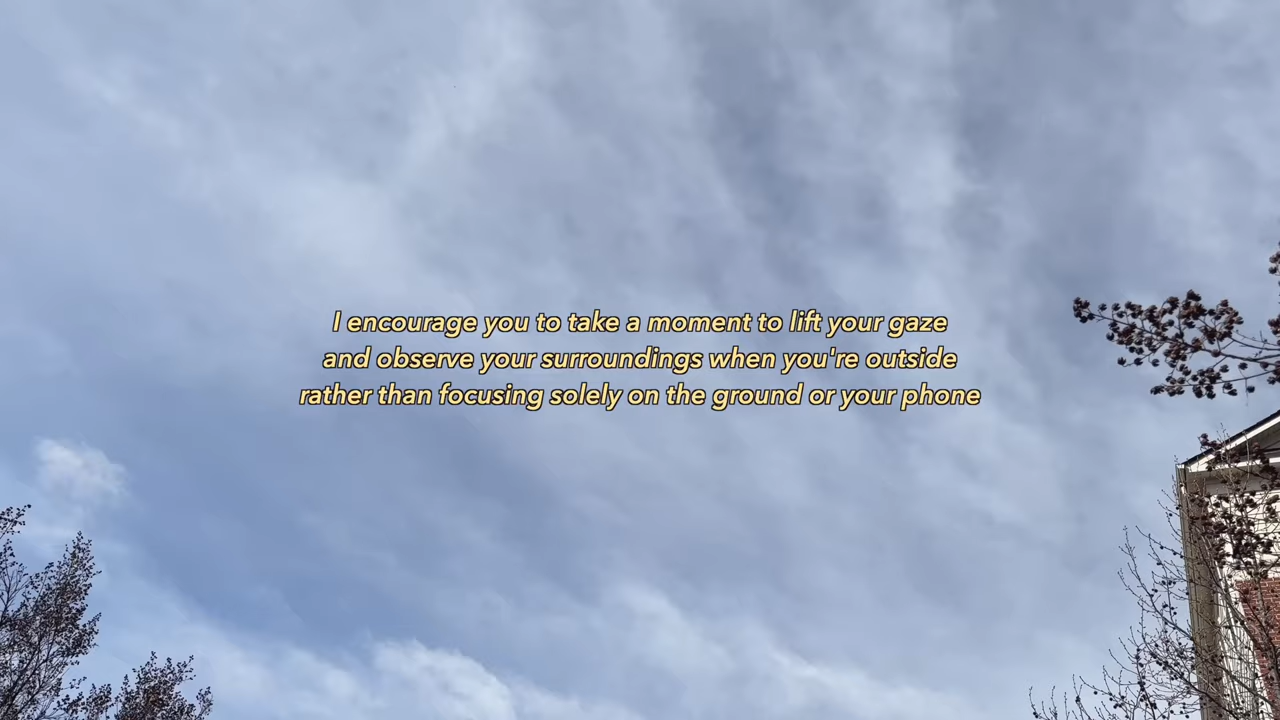 I encourage you to take a moment to lift your gaze
and observe your surroundings when you're outside
rather than focusing solely on the ground or your phone